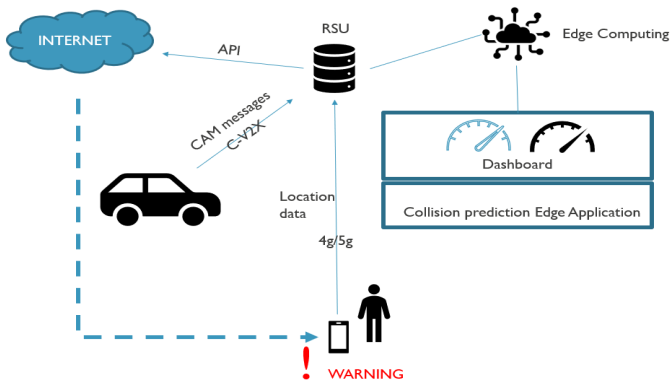 INTERNET
API
RSU
Edge Computing
CAM messages
C-V2X
Dashboard
Location
data
Collision prediction Edge Application
4g/5g
! WARNING